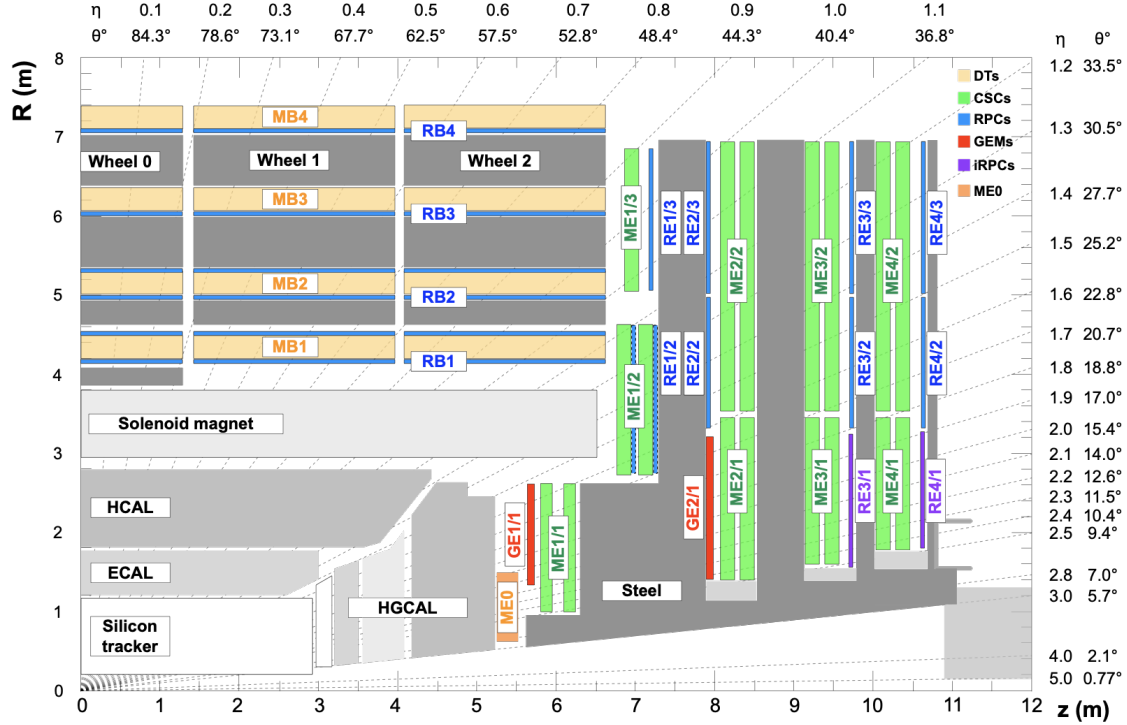 η 0.1 0.2 0.3 0.4 0.5 0.6 0.7 0.8 0.9 1.0 1.1
θ° 84.3° 78.6° 73.1° 67.7° 62.5° 57.5° 52.8° 48.4° 44.3° 40.4° 36.8° η θ°
R (m)
8
7
6
5
4
3
2
1
0
1.2 33.5°
1.3 30.5°
1.4 27.7°
1.5 25.2°
1.6 22.8°
1.7 20.7°
1.8 18.8°
1.9 17.0°
2.0 15.4°
2.1 14.0°
2.2 12.6°
2.3 11.5°
2.4 10.4°
2.5 9.4°
2.8 7.0°
3.0 5.7°
4.0 2.1°
5.0 0.77°
DTs
CSCs
RPCs
GEMs
iRPCs
ME0
MB4
RB4
Wheel 0 Wheel 1 Wheel 2
MB3
RB3
MB2
RB2
MB1
RB1
Solenoid magnet
HCAL
ECAL
Silicon
tracker
HGCAL
Steel
ME0
GE1/1
ME1/1
ME1/2
ME1/3
RE1/3
RE2/3
RE1/2
RE2/2
GE2/1
ME2/2
ME2/1
ME3/2
ME3/1
RE3/3
RE3/2
RE3/1
ME4/2
ME4/1
RE4/3
RE4/2
RE4/1
0 1 2 3 4 5 6 7 8 9 10 11 12
z (m)